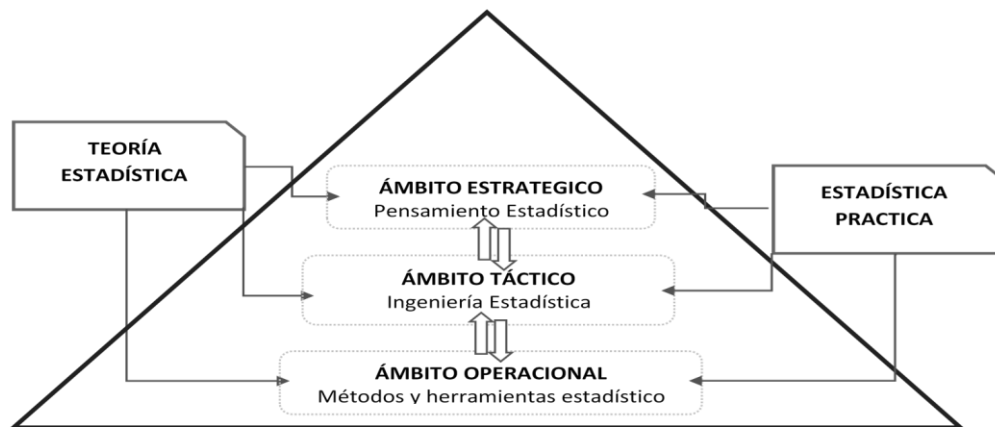 TEORÍA
ESTADÍSTICA
ÁMBITO ESTRATEGICO
Pensamiento Estadístico
ESTADÍSTICA
PRACTICA
ÁMBITO TÁCTICO
Ingeniería Estadística
ÁMBITO OPERACIONAL
Métodos y herramientas estadístico